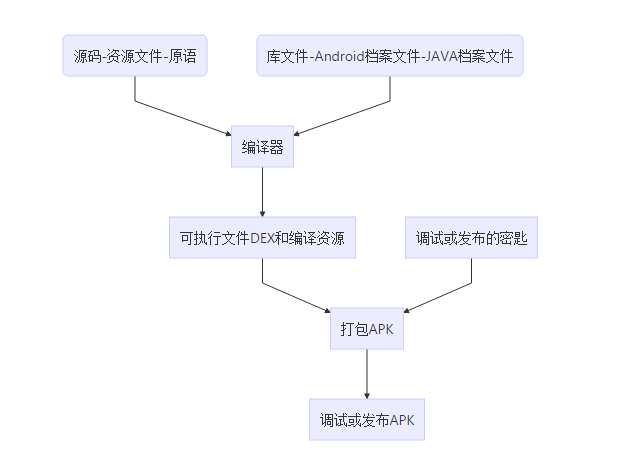 源码-资源文件-原语
库文件-Android档案文件-JAVA档案文件
编译器
可执行文件DEX和编译资源
调试或发布的密匙
打包APK
调试或发布APK